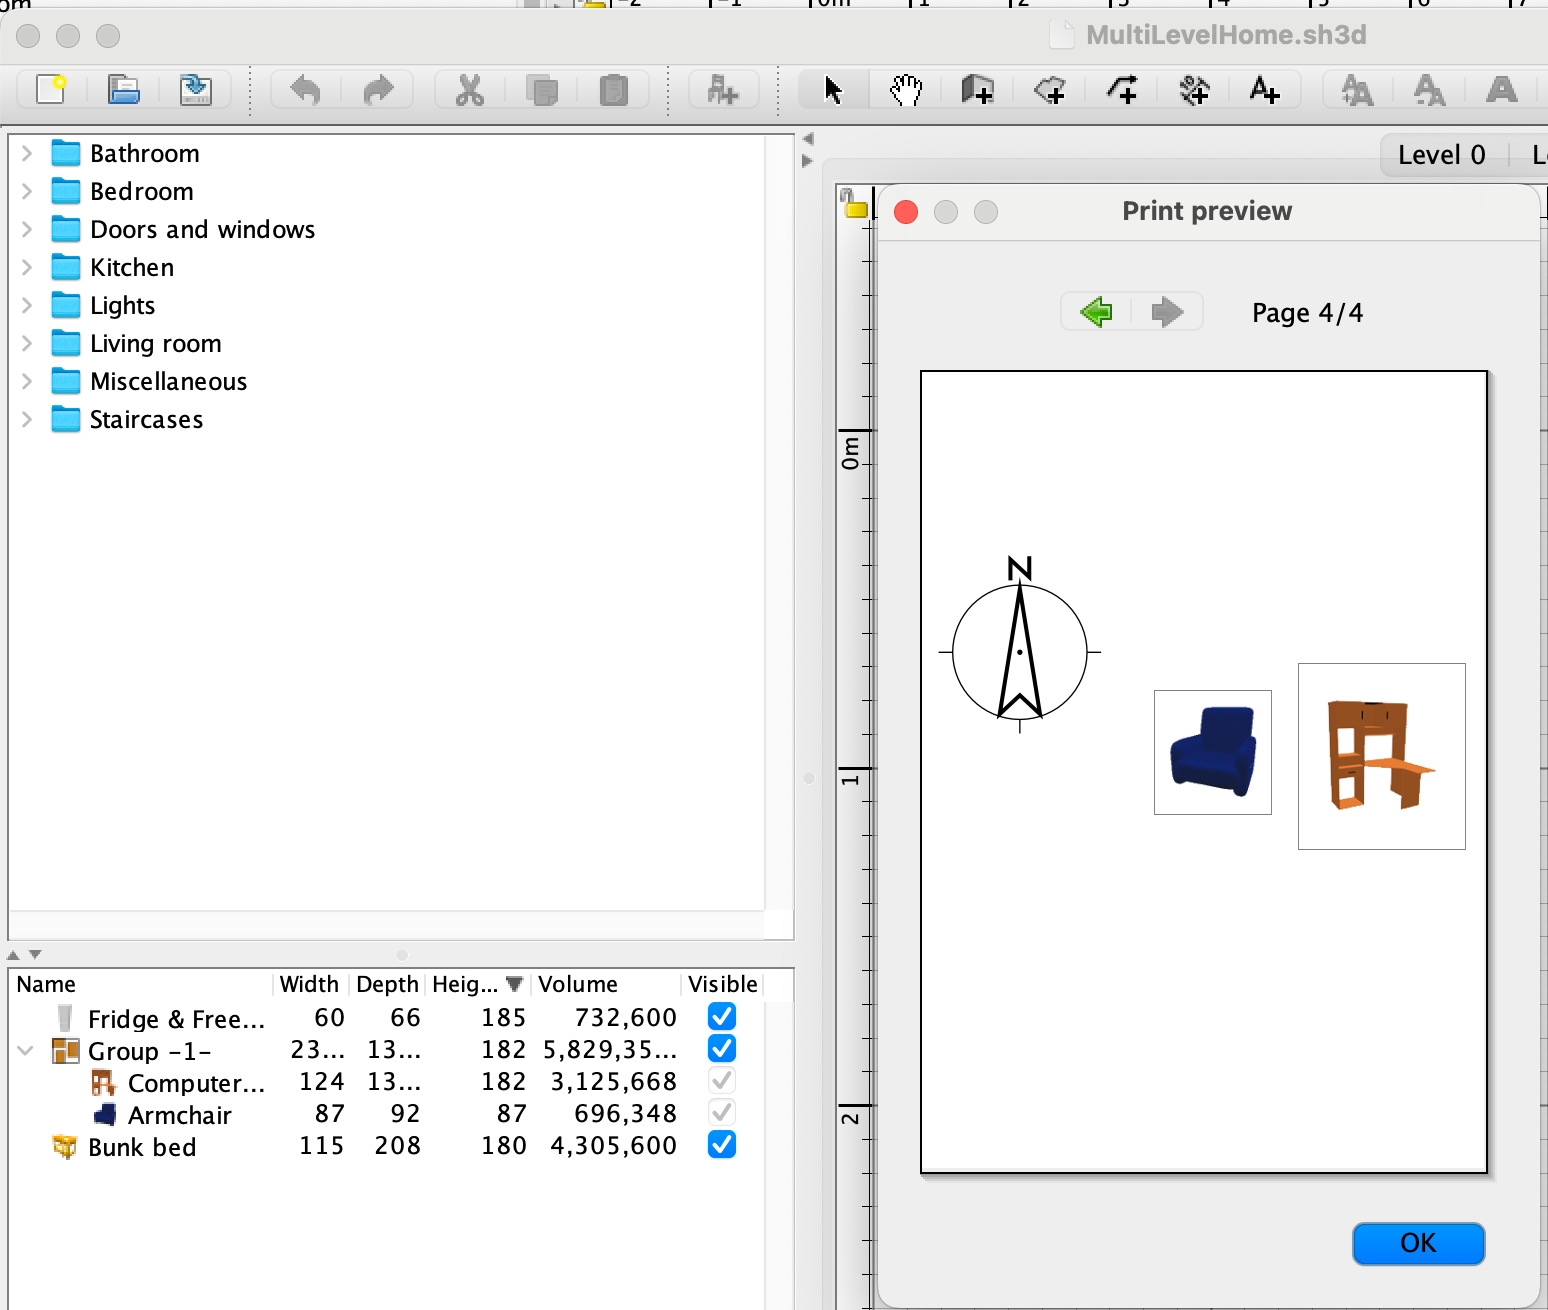 MultiLevelHome.sh3d
Bathroom
Bedroom
Doors and windows
Kitchen
Lights
Living room
Miscellaneous
Staircases
Level 0
Print preview
Page 4/4
N
0m
1
2
OK
Name Width Depth Heig... Volume Visible
Fridge & Free... 60 66 185 732,600
Group -1- 23... 13... 182 5,829,35...
Computer... 124 13... 182 3,125,668
Armchair 87 92 87 696,348
Bunk bed 115 208 180 4,305,600